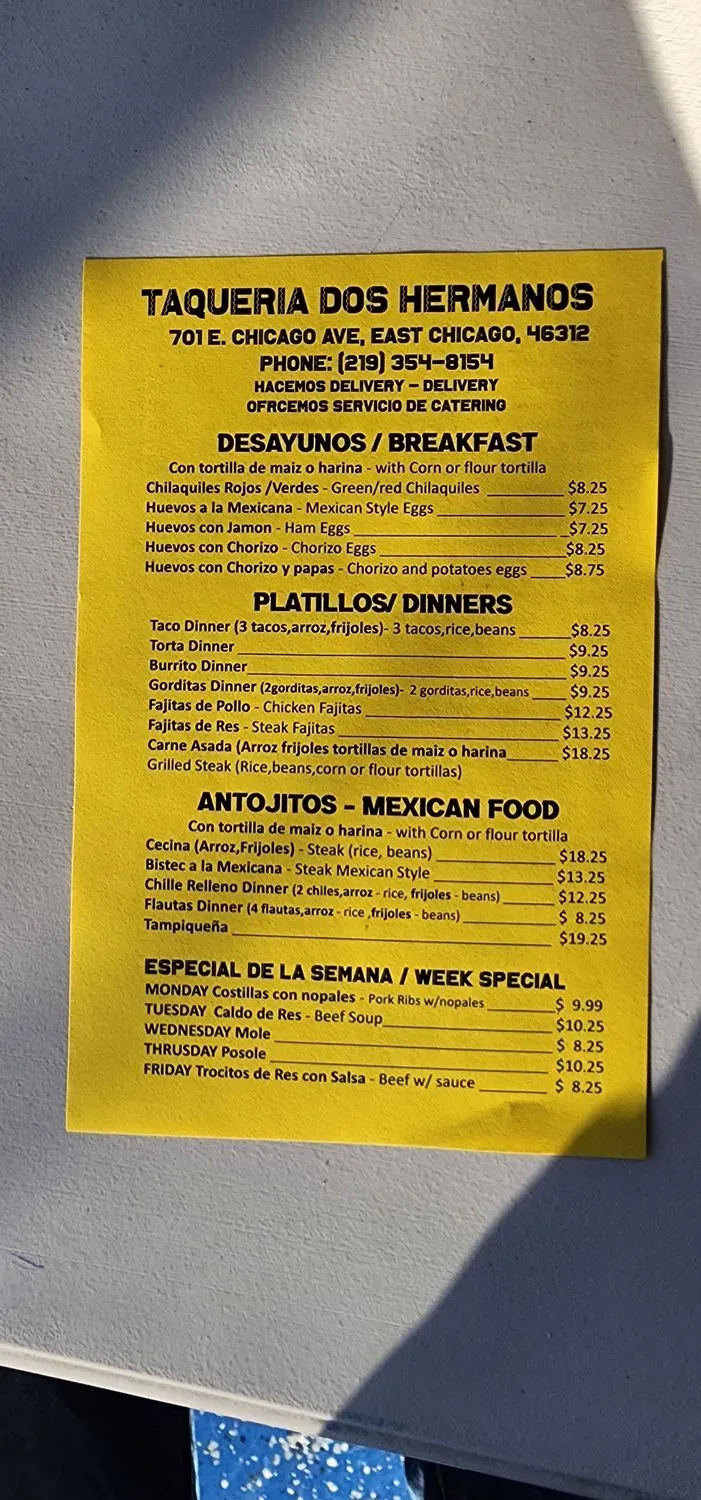 TAQUERIA DOS HERMANOS
701 E. CHICAGO AVE, EAST CHICAGO, 46312
PHONE: (219) 354-8154
HACEMOS DELIVERY – DELIVERY
OFRCEMOS SERVICIO DE CATERING
DESAYUNOS / BREAKFAST
Con tortilla de maiz o harina - with Corn or flour tortilla
Chilaquiles Rojos /Verdes - Green/red Chilaquiles $8.25
Huevos a la Mexicana - Mexican Style Eggs $7.25
Huevos con Jamon - Ham Eggs $7.25
Huevos con Chorizo - Chorizo Eggs $8.25
Huevos con Chorizo y papas - Chorizo and potatoes eggs $8.75
PLATILLOS/ DINNERS
Taco Dinner (3 tacos,arroz,frijoles)- 3 tacos,rice,beans $8.25
Torta Dinner $9.25
Burrito Dinner $9.25
Gorditas Dinner (2gorditas,arroz,frijoles)- 2 gorditas,rice,beans $9.25
Fajitas de Pollo - Chicken Fajitas $12.25
Fajitas de Res - Steak Fajitas $13.25
Carne Asada (Arroz frijoles tortillas de maiz o harina $18.25
Grilled Steak (Rice,beans,corn or flour tortillas)
ANTOJITOS - MEXICAN FOOD
Con tortilla de maiz o harina - with Corn or flour tortilla
Cecina (Arroz,Frijoles) - Steak (rice, beans) $18.25
Bistec a la Mexicana - Steak Mexican Style $13.25
Chille Relleno Dinner (2 chiles,arroz - rice, frijoles - beans) $12.25
Flautas Dinner (4 flautas,arroz - rice ,frijoles - beans) $ 8.25
Tampiqueña $19.25
ESPECIAL DE LA SEMANA / WEEK SPECIAL
MONDAY Costillas con nopales - Pork Ribs w/nopales $ 9.99
TUESDAY Caldo de Res - Beef Soup $10.25
WEDNESDAY Mole $ 8.25
THRUSDAY Posole $10.25
FRIDAY Trocitos de Res con Salsa - Beef w/ sauce $ 8.25